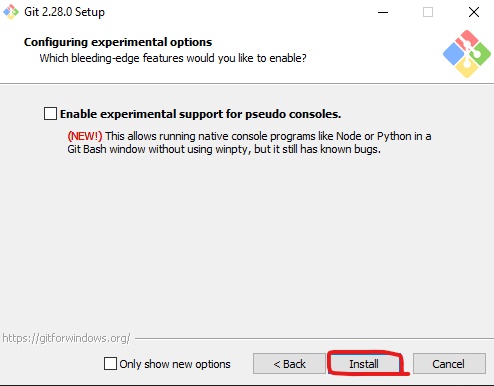 Git 2.28.0 Setup
Configuring experimental options
Which bleeding-edge features would you like to enable?
Enable experimental support for pseudo consoles.
(NEW!) This allows running native console programs like Node or Python in a
Git Bash window without using winpty, but it still has known bugs.
https://gitforwindows.org/
Only show new options
< Back
Install
Cancel